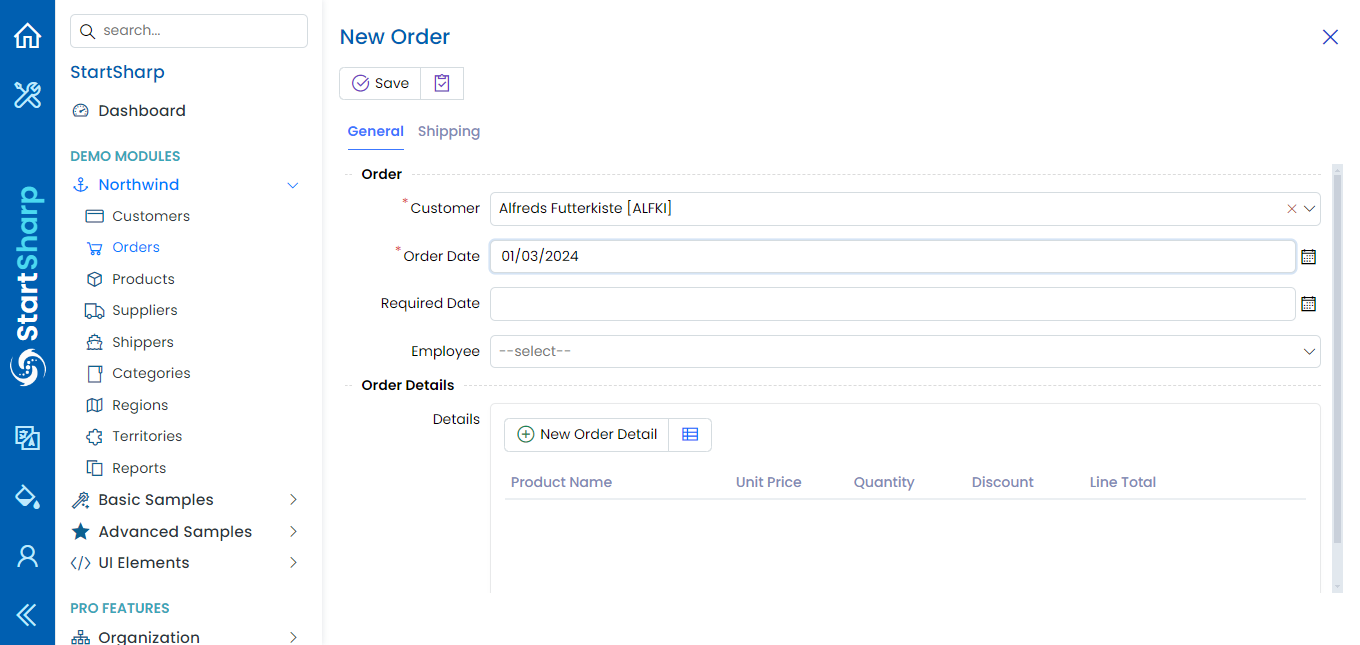 search...
StartSharp
Dashboard
DEMO MODULES
Northwind
Customers
Orders
Products
Suppliers
Shippers
Categories
Regions
Territories
Reports
Basic Samples
Advanced Samples
UI Elements
PRO FEATURES
Organization
StartSharp
New Order
Save
General Shipping
Order
*Customer Alfreds Futterkiste [ALFKI]
*Order Date 01/03/2024
Required Date
Employee --select--
Order Details
Details
New Order Detail
Product Name Unit Price Quantity Discount Line Total